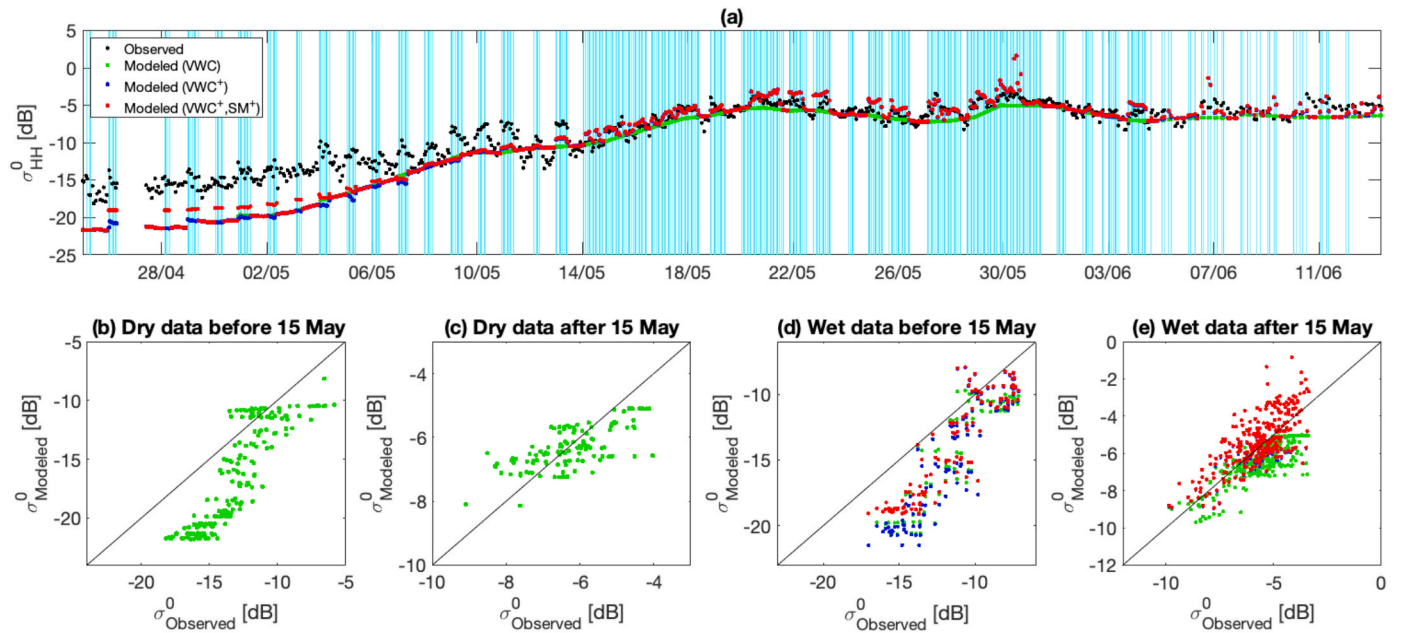 (a)
5
0
-5
-10
-15
-20
-25
σ⁰HH [dB]
Observed
Modeled (VWC)
Modeled (VWC⁺)
Modeled (VWC⁺,SM⁺)
28/04 02/05 06/05 10/05 14/05 18/05 22/05 26/05 30/05 03/06 07/06 11/06
(b) Dry data before 15 May
-5
-10
-15
-20
σ⁰Modeled [dB]
-20 -15 -10 -5
σ⁰Observed [dB]
(c) Dry data after 15 May
-4
-6
-8
-10
σ⁰Modeled [dB]
-10 -8 -6 -4
σ⁰Observed [dB]
(d) Wet data before 15 May
-10
-15
-20
σ⁰Modeled [dB]
-20 -15 -10
σ⁰Observed [dB]
(e) Wet data after 15 May
0
-2
-4
-6
-8
-10
-12
σ⁰Modeled [dB]
-10 -5 0
σ⁰Observed [dB]